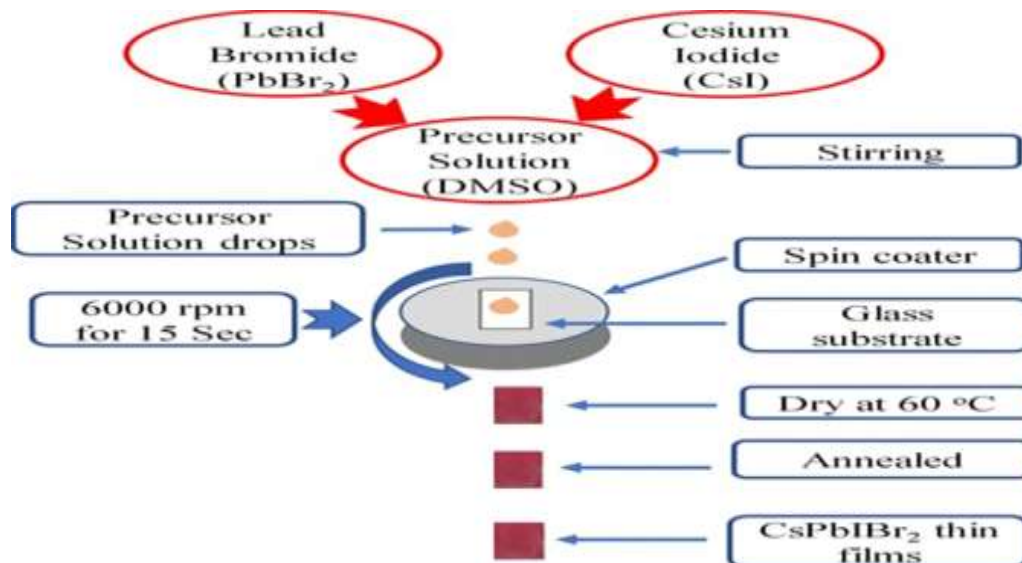 Lead
Bromide
(PbBr₂)
Cesium
Iodide
(CsI)
Precursor
Solution
(DMSO)
Stirring
Precursor
Solution drops
Spin coater
6000 rpm
for 15 Sec
Glass
substrate
Dry at 60 °C
Annealed
CsPbIBr₂ thin
films